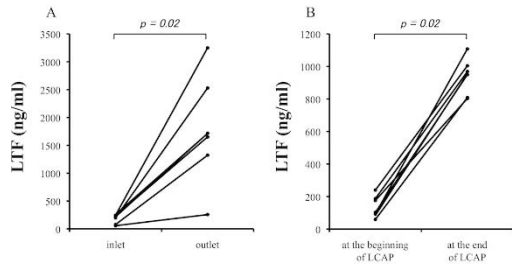 A
p = 0.02
LTF (ng/ml)
3500
3000
2500
2000
1500
1000
500
0
inlet
outlet
B
p = 0.02
LTF (ng/ml)
1200
1000
800
600
400
200
0
at the beginning
of LCAP
at the end
of LCAP